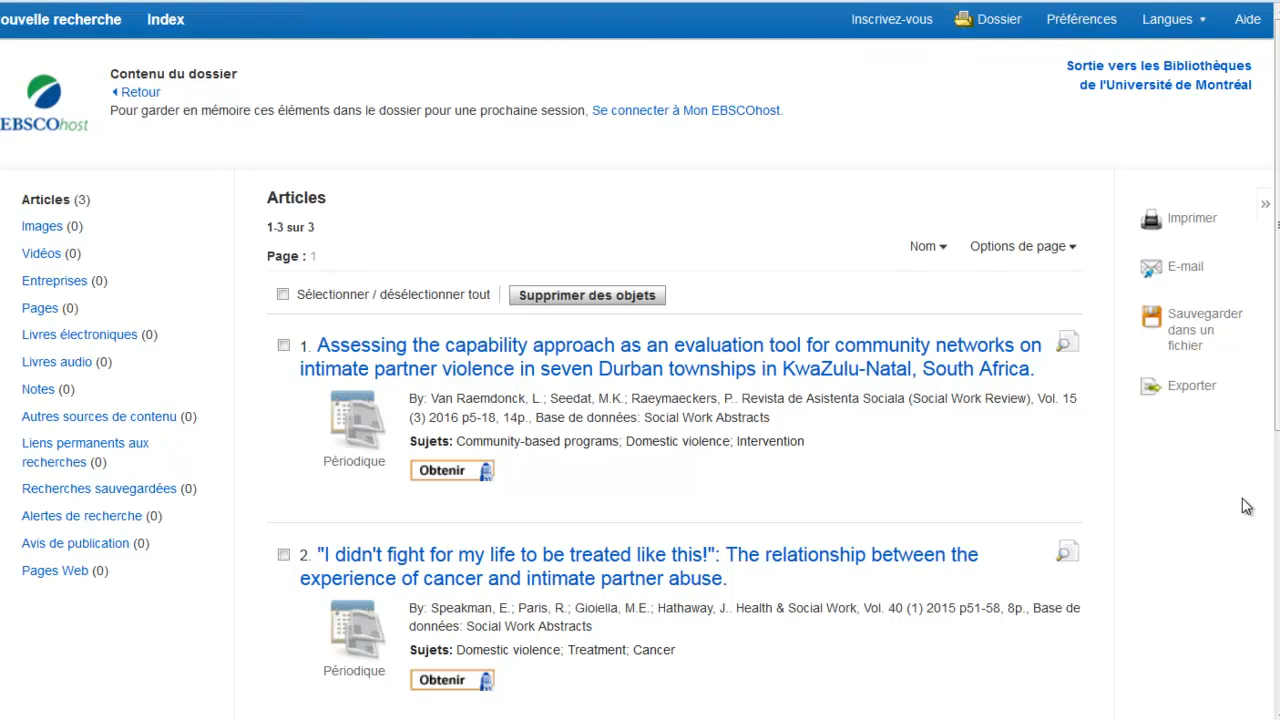 ouvelle recherche Index Inscrivez-vous Dossier Préférences Langues Aide
EBSCOhost
Contenu du dossier
Retour
Pour garder en mémoire ces éléments dans le dossier pour une prochaine session, Se connecter à Mon EBSCOhost.
Sortie vers les Bibliothèques
de l'Université de Montréal
Articles (3)
Images (0)
Vidéos (0)
Entreprises (0)
Pages (0)
Livres électroniques (0)
Livres audio (0)
Notes (0)
Autres sources de contenu (0)
Liens permanents aux
recherches (0)
Recherches sauvegardées (0)
Alertes de recherche (0)
Avis de publication (0)
Pages Web (0)
Articles
1-3 sur 3
Page : 1
Nom Options de page
Sélectionner / désélectionner tout Supprimer des objets
1. Assessing the capability approach as an evaluation tool for community networks on
intimate partner violence in seven Durban townships in KwaZulu-Natal, South Africa.
Périodique
By: Van Raemdonck, L.; Seedat, M.K.; Raeymaeckers, P.. Revista de Asistenta Sociala (Social Work Review), Vol. 15
(3) 2016 p5-18, 14p., Base de données: Social Work Abstracts
Sujets: Community-based programs; Domestic violence; Intervention
Obtenir
2. "I didn't fight for my life to be treated like this!": The relationship between the
experience of cancer and intimate partner abuse.
Périodique
By: Speakman, E.; Paris, R.; Gioiella, M.E.; Hathaway, J.. Health & Social Work, Vol. 40 (1) 2015 p51-58, 8p., Base de
données: Social Work Abstracts
Sujets: Domestic violence; Treatment; Cancer
Obtenir
»
Imprimer
E-mail
Sauvegarder
dans un
fichier
Exporter